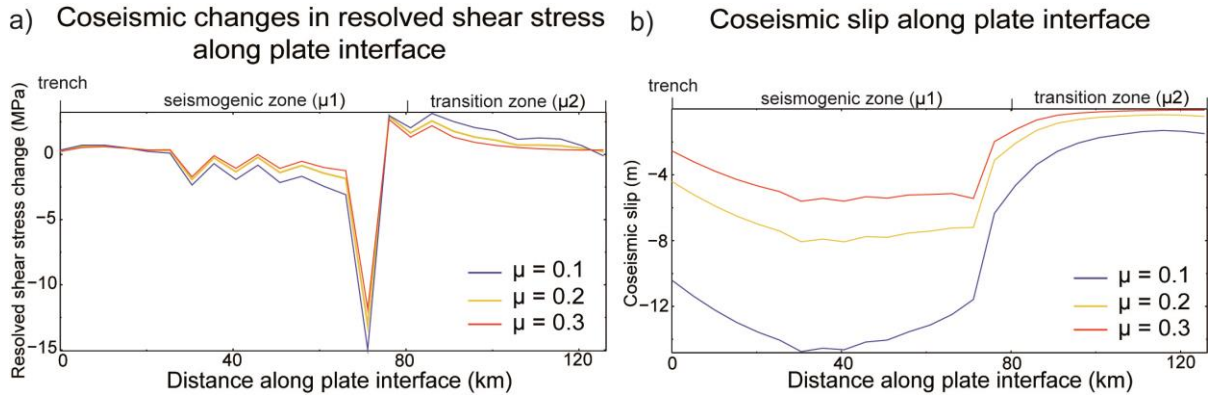 a)
Coseismic changes in resolved shear stress
along plate interface
trench
seismogenic zone (μ1)
transition zone (μ2)
Resolved shear stress change (MPa)
0
−5
−10
−15
μ = 0.1
μ = 0.2
μ = 0.3
0
40
80
120
Distance along plate interface (km)
b)
Coseismic slip along plate interface
trench
seismogenic zone (μ1)
transition zone (μ2)
Coseismic slip (m)
−4
−8
−12
μ = 0.1
μ = 0.2
μ = 0.3
0
40
80
120
Distance along plate interface (km)